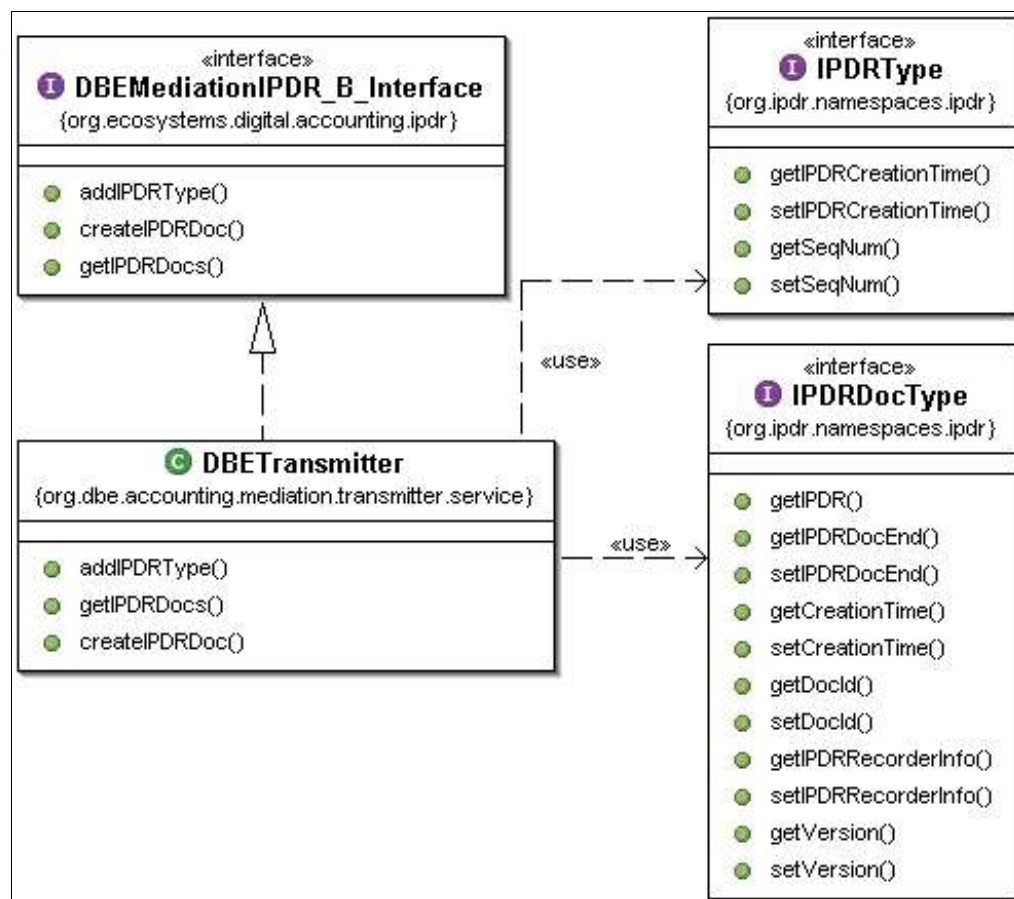 «interface»
I DBEMediationIPDR_B_Interface
{org.ecosystems.digital.accounting.ipdr}
addIPDRType()
createIPDRDoc()
getIPDRDocs()
«interface»
I IPDRType
{org.ipdr.namespaces.ipdr}
getIPDRCreationTime()
setIPDRCreationTime()
getSeqNum()
setSeqNum()
«use»
C DBETransmitter
{org.dbe.accounting.mediation.transmitter.service}
addIPDRType()
getIPDRDocs()
createIPDRDoc()
«use»
«interface»
I IPDRDocType
{org.ipdr.namespaces.ipdr}
getIPDR()
getIPDRDocEnd()
setIPDRDocEnd()
getCreationTime()
setCreationTime()
getDocId()
setDocId()
getIPDRRecorderInfo()
setIPDRRecorderInfo()
getVersion()
setVersion()